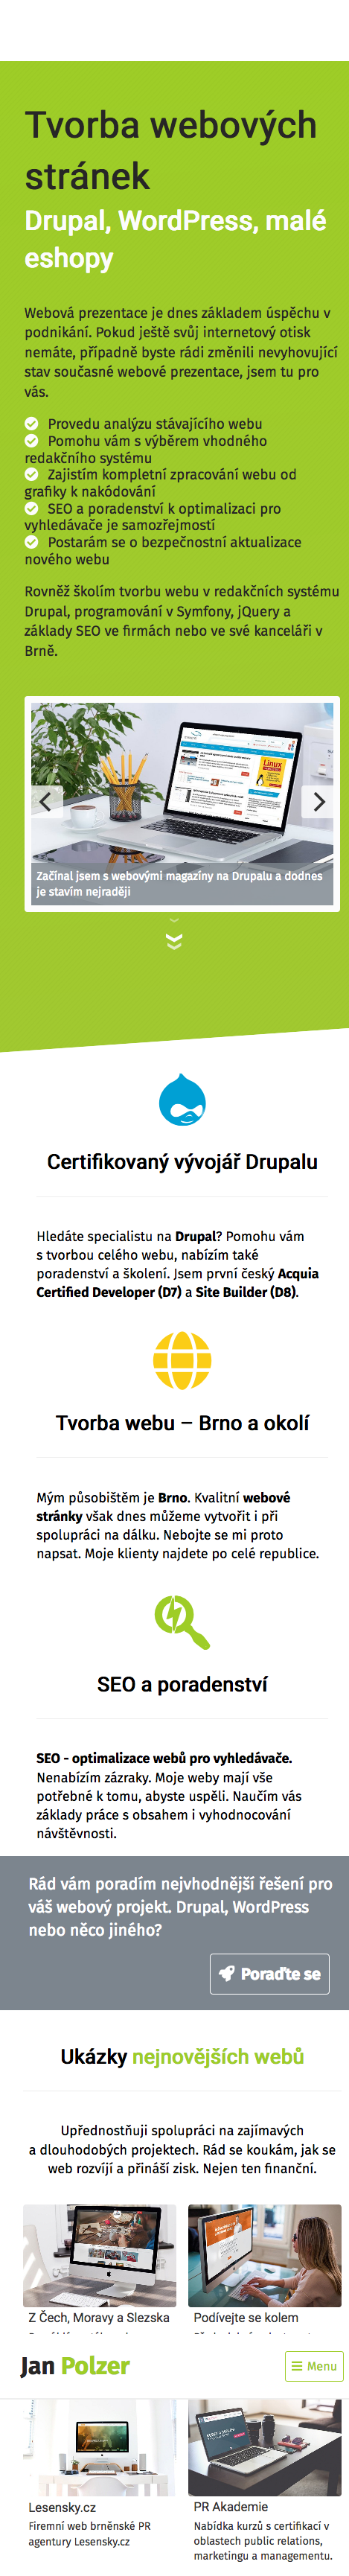 Tvorba webových
stránek
Drupal, WordPress, malé
eshopy
Webová prezentace je dnes základem úspěchu v
podnikání. Pokud ještě svůj internetový otisk
nemáte, případně byste rádi změnili nevyhovující
stav současné webové prezentace, jsem tu pro
vás.
Provedu analýzu stávajícího webu
Pomohu vám s výběrem vhodného
redakčního systému
Zajistím kompletní zpracování webu od
grafiky k nakódování
SEO a poradenství k optimalizaci pro
vyhledávače je samozřejmostí
Postarám se o bezpečnostní aktualizace
nového webu
Rovněž školím tvorbu webu v redakčních systému
Drupal, programování v Symfony, jQuery a
základy SEO ve firmách nebo ve své kanceláři v
Brně.
Linux
Začínal jsem s webovými magazíny na Drupalu a dodnes
je stavím nejraději
Certifikovaný vývojář Drupalu
Hledáte specialistu na Drupal? Pomohu vám
s tvorbou celého webu, nabízím také
poradenství a školení. Jsem první český Acquia
Certified Developer (D7) a Site Builder (D8).
Tvorba webu – Brno a okolí
Mým působištěm je Brno. Kvalitní webové
stránky však dnes můžeme vytvořit i při
spolupráci na dálku. Nebojte se mi proto
napsat. Moje klienty najdete po celé republice.
SEO a poradenství
SEO - optimalizace webů pro vyhledávače.
Nenabízím zázraky. Moje weby mají vše
potřebné k tomu, abyste uspěli. Naučím vás
základy práce s obsahem i vyhodnocování
návštěvnosti.
Rád vám poradím nejvhodnější řešení pro
váš webový projekt. Drupal, WordPress
nebo něco jiného?
Poraďte se
Ukázky nejnovějších webů
Upřednostňuji spolupráci na zajímavých
a dlouhodobých projektech. Rád se koukám, jak se
web rozvíjí a přináší zisk. Nejen ten finanční.
Z Čech, Moravy a Slezska
Podívejte se kolem
Jan Polzer
Menu
Lesensky.cz
Firemní web brněnské PR
agentury Lesensky.cz
PR Akademie
Nabídka kurzů s certifikací v
oblastech public relations,
marketingu a managementu.